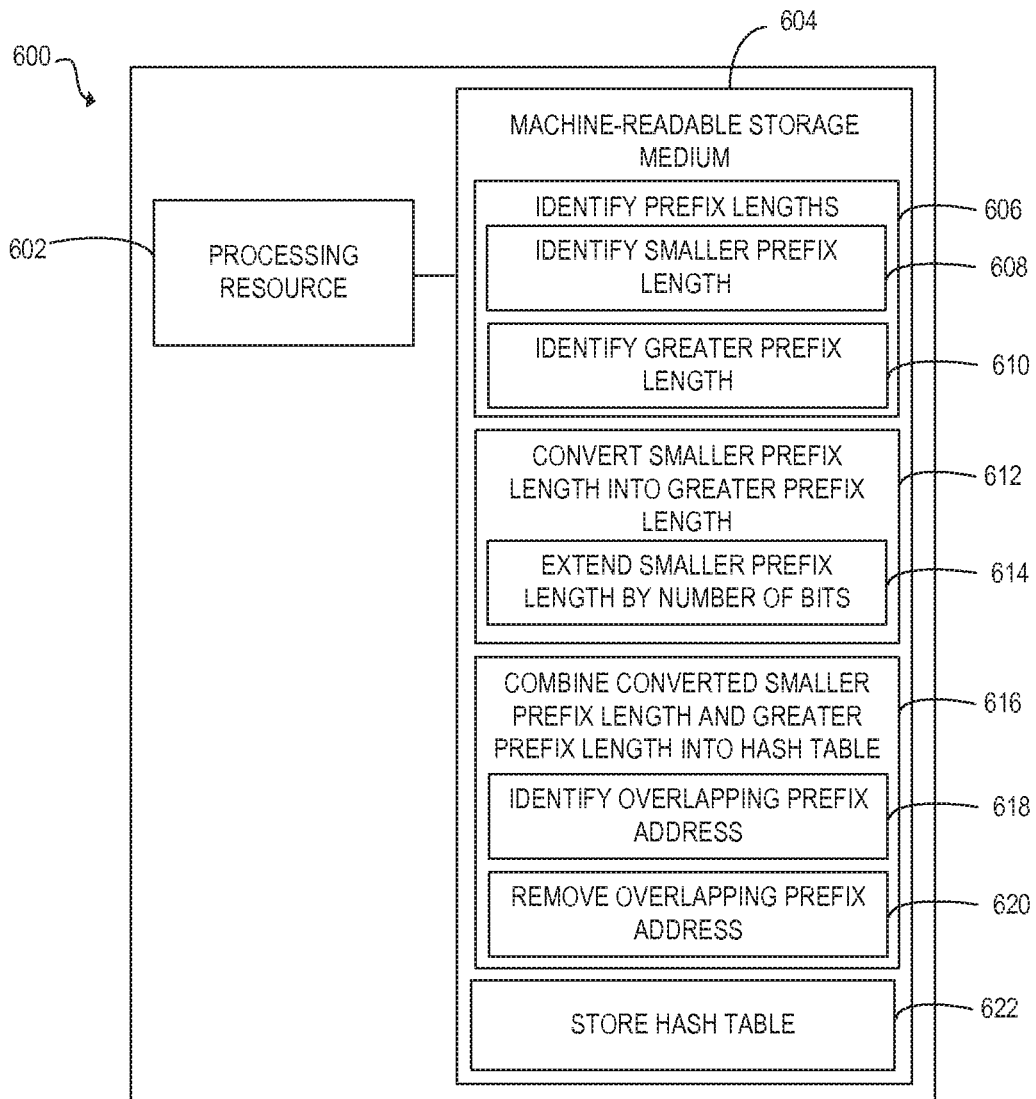 604
600
MACHINE-READABLE STORAGE
MEDIUM
IDENTIFY PREFIX LENGTHS
606
602
PROCESSING
RESOURCE
IDENTIFY SMALLER PREFIX
LENGTH
608
IDENTIFY GREATER PREFIX
LENGTH
610
CONVERT SMALLER PREFIX
LENGTH INTO GREATER PREFIX
LENGTH
612
EXTEND SMALLER PREFIX
LENGTH BY NUMBER OF BITS
614
COMBINE CONVERTED SMALLER
PREFIX LENGTH AND GREATER
PREFIX LENGTH INTO HASH TABLE
616
IDENTIFY OVERLAPPING PREFIX
ADDRESS
618
REMOVE OVERLAPPING PREFIX
ADDRESS
620
STORE HASH TABLE
622